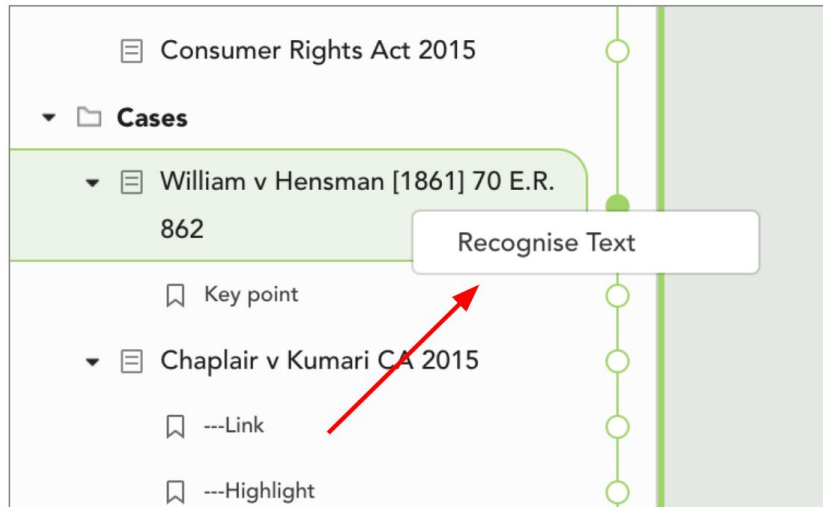 Consumer Rights Act 2015
Cases
William v Hensman [1861] 70 E.R.
862
Recognise Text
Key point
Chaplair v Kumari CA 2015
---Link
---Highlight